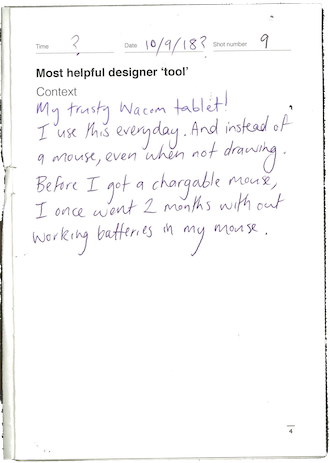 Time ? Date 10/9/18? Shot number 9
Most helpful designer 'tool'
Context
My trusty Wacom tablet!
I use this everyday. And instead of
a mouse, even when not drawing.
Before I got a chargable mouse,
I once went 2 months with out
working batteries in my mouse.
4